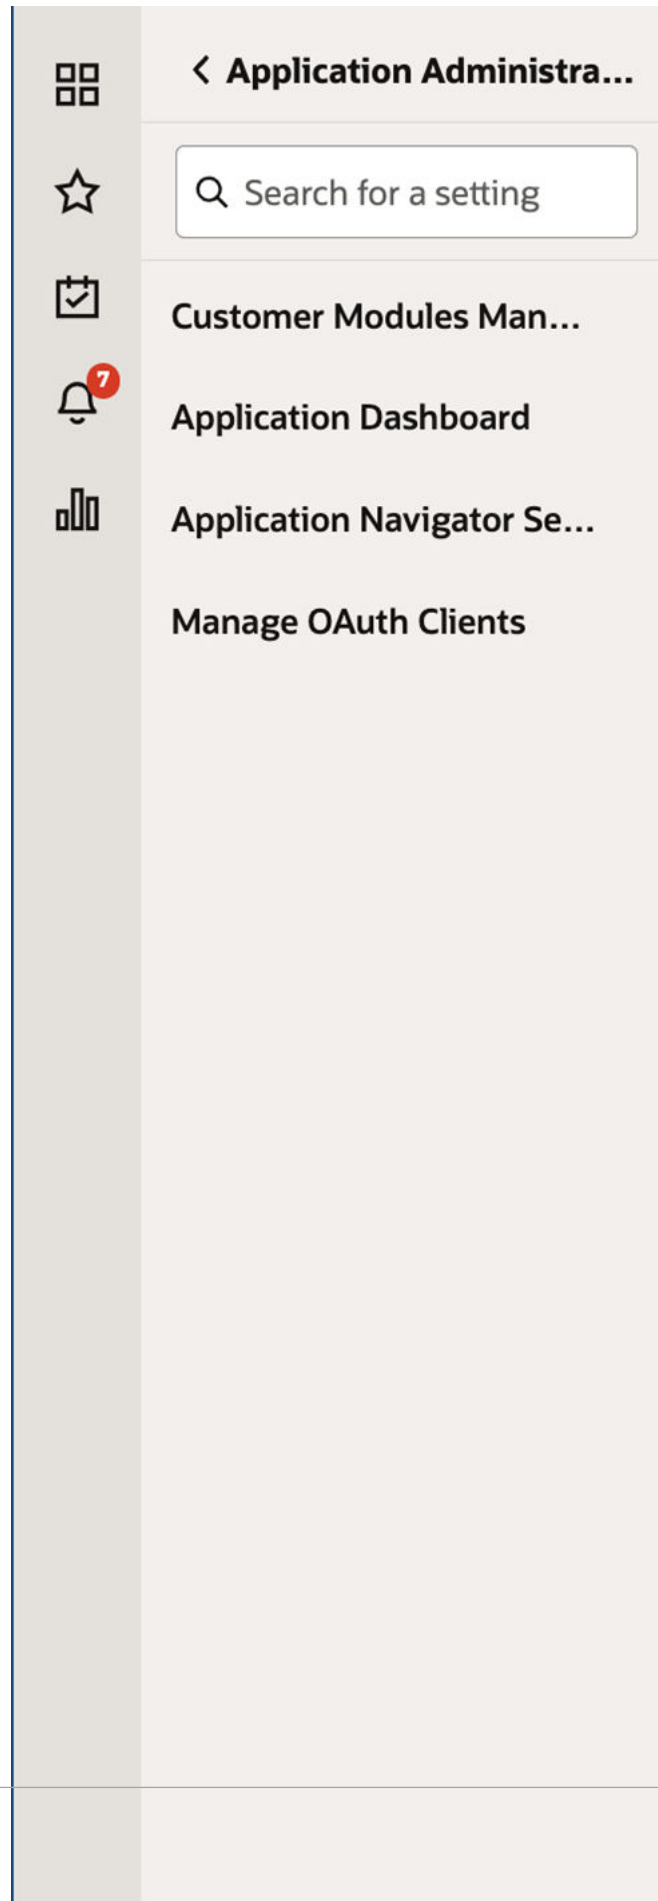 Application Administra...
Search for a setting
Customer Modules Man...
7
Application Dashboard
Application Navigator Se...
Manage OAuth Clients